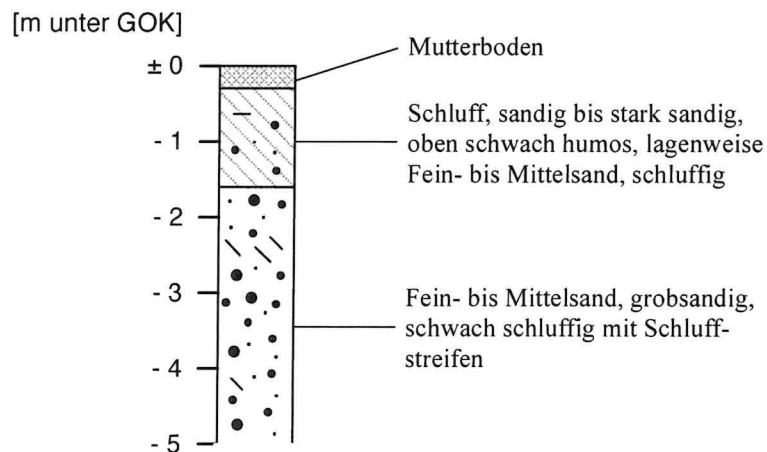 [m unter GOK]
± 0
Mutterboden
- 1
Schluff, sandig bis stark sandig,
oben schwach humos, lagenweise
Fein- bis Mittelsand, schluffig
- 2
- 3
Fein- bis Mittelsand, grobsandig,
schwach schluffig mit Schluff-
streifen
- 4
- 5